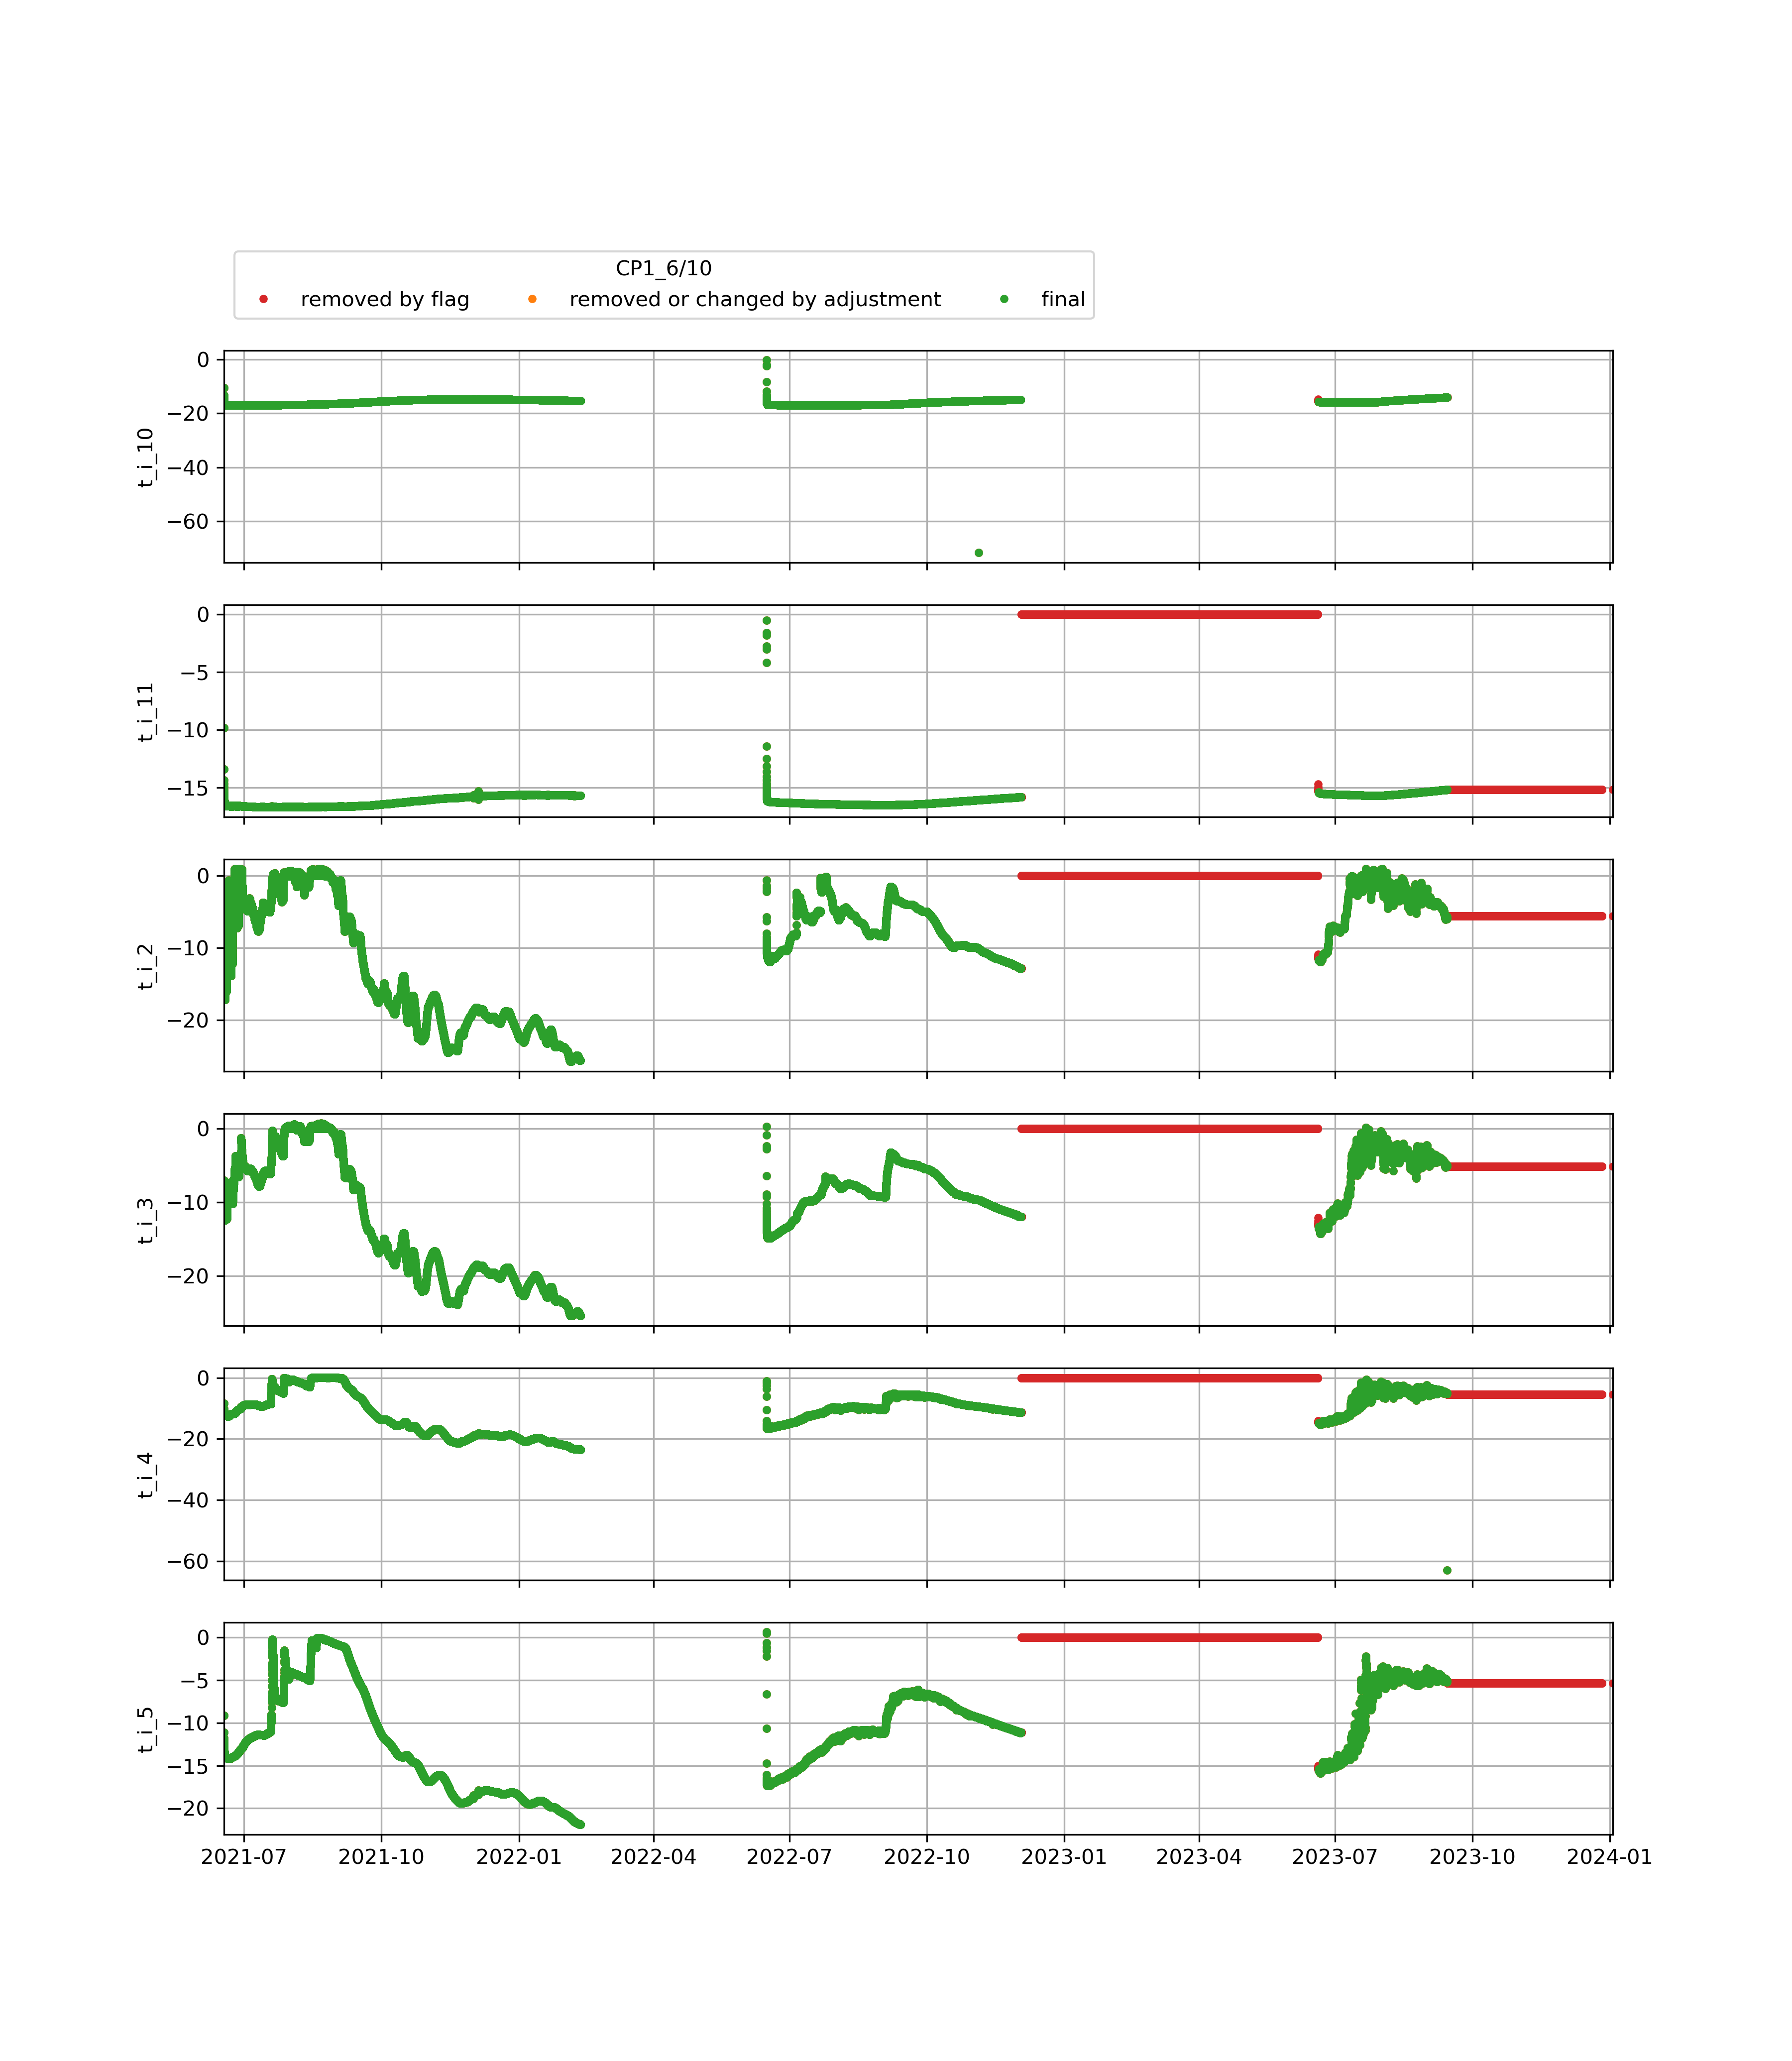 CP1_6/10
removed by flag removed or changed by adjustment final
0
−20
−40
−60
t_i_10
0
−5
−10
−15
t_i_11
0
−10
−20
t_i_2
0
−10
−20
t_i_3
0
−20
−40
−60
t_i_4
0
−5
−10
−15
−20
t_i_5
2021-07 2021-10 2022-01 2022-04 2022-07 2022-10 2023-01 2023-04 2023-07 2023-10 2024-01